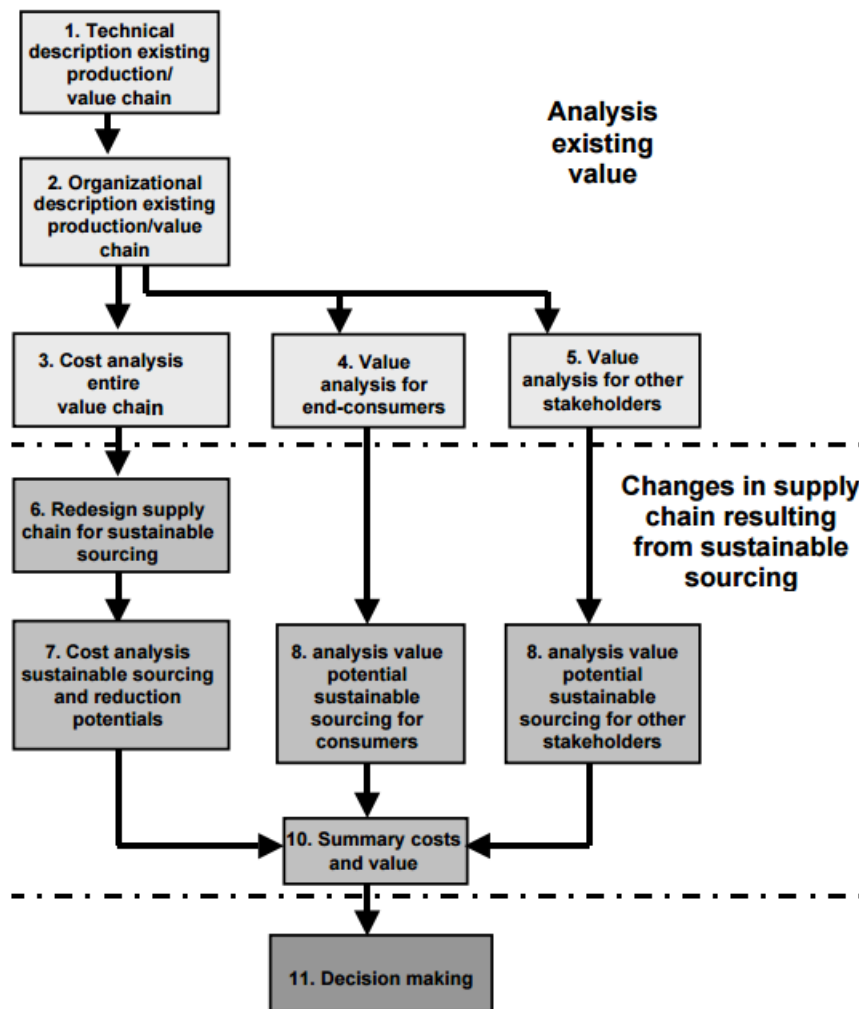 1. Technical
description existing
production/
value chain
Analysis
existing
value
2. Organizational
description existing
production/value
chain
3. Cost analysis
entire
value chain
4. Value
analysis for
end-consumers
5. Value
analysis for other
stakeholders
Changes in supply
chain resulting
from sustainable
sourcing
6. Redesign supply
chain for sustainable
sourcing
7. Cost analysis
sustainable sourcing
and reduction
potentials
8. analysis value
potential
sustainable
sourcing for
consumers
8. analysis value
potential
sustainable
sourcing for other
stakeholders
10. Summary costs
and value
11. Decision making